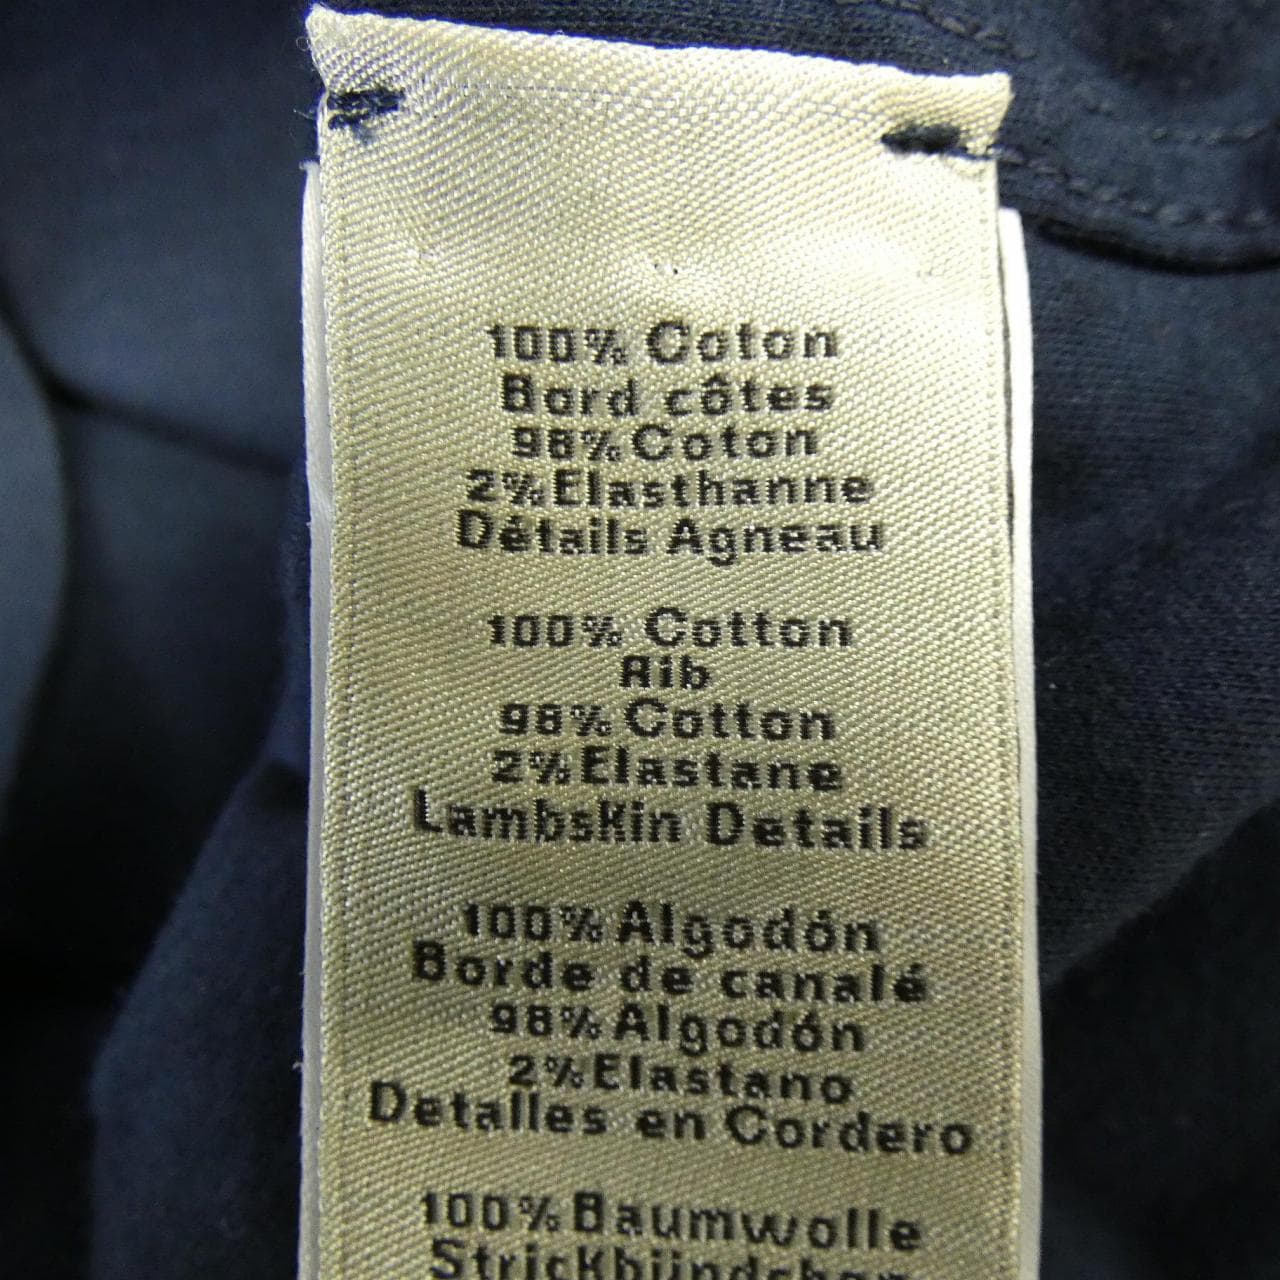 100% Coton
Bord côtes
98% Coton
2% Elasthanne
Détails Agneau
100% Cotton
Rib
98% Cotton
2% Elastane
Lambskin Details
100% Algodón
Borde de canalé
98% Algodón
2% Elastano
Detalles en Cordero
100% Baumwolle
Strickbündchen